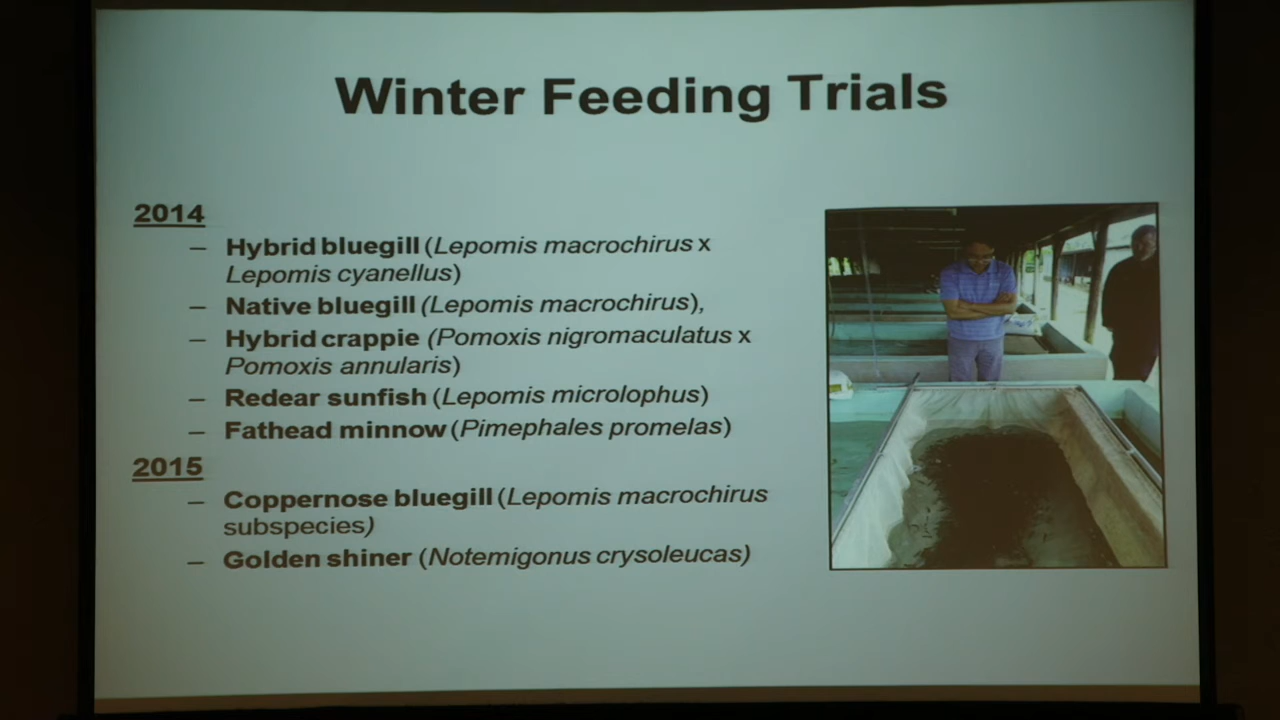 Winter Feeding Trials
2014
– Hybrid bluegill (Lepomis macrochirus x
Lepomis cyanellus)
– Native bluegill (Lepomis macrochirus),
– Hybrid crappie (Pomoxis nigromaculatus x
Pomoxis annularis)
– Redear sunfish (Lepomis microlophus)
– Fathead minnow (Pimephales promelas)
2015
– Coppernose bluegill (Lepomis macrochirus
subspecies)
– Golden shiner (Notemigonus crysoleucas)